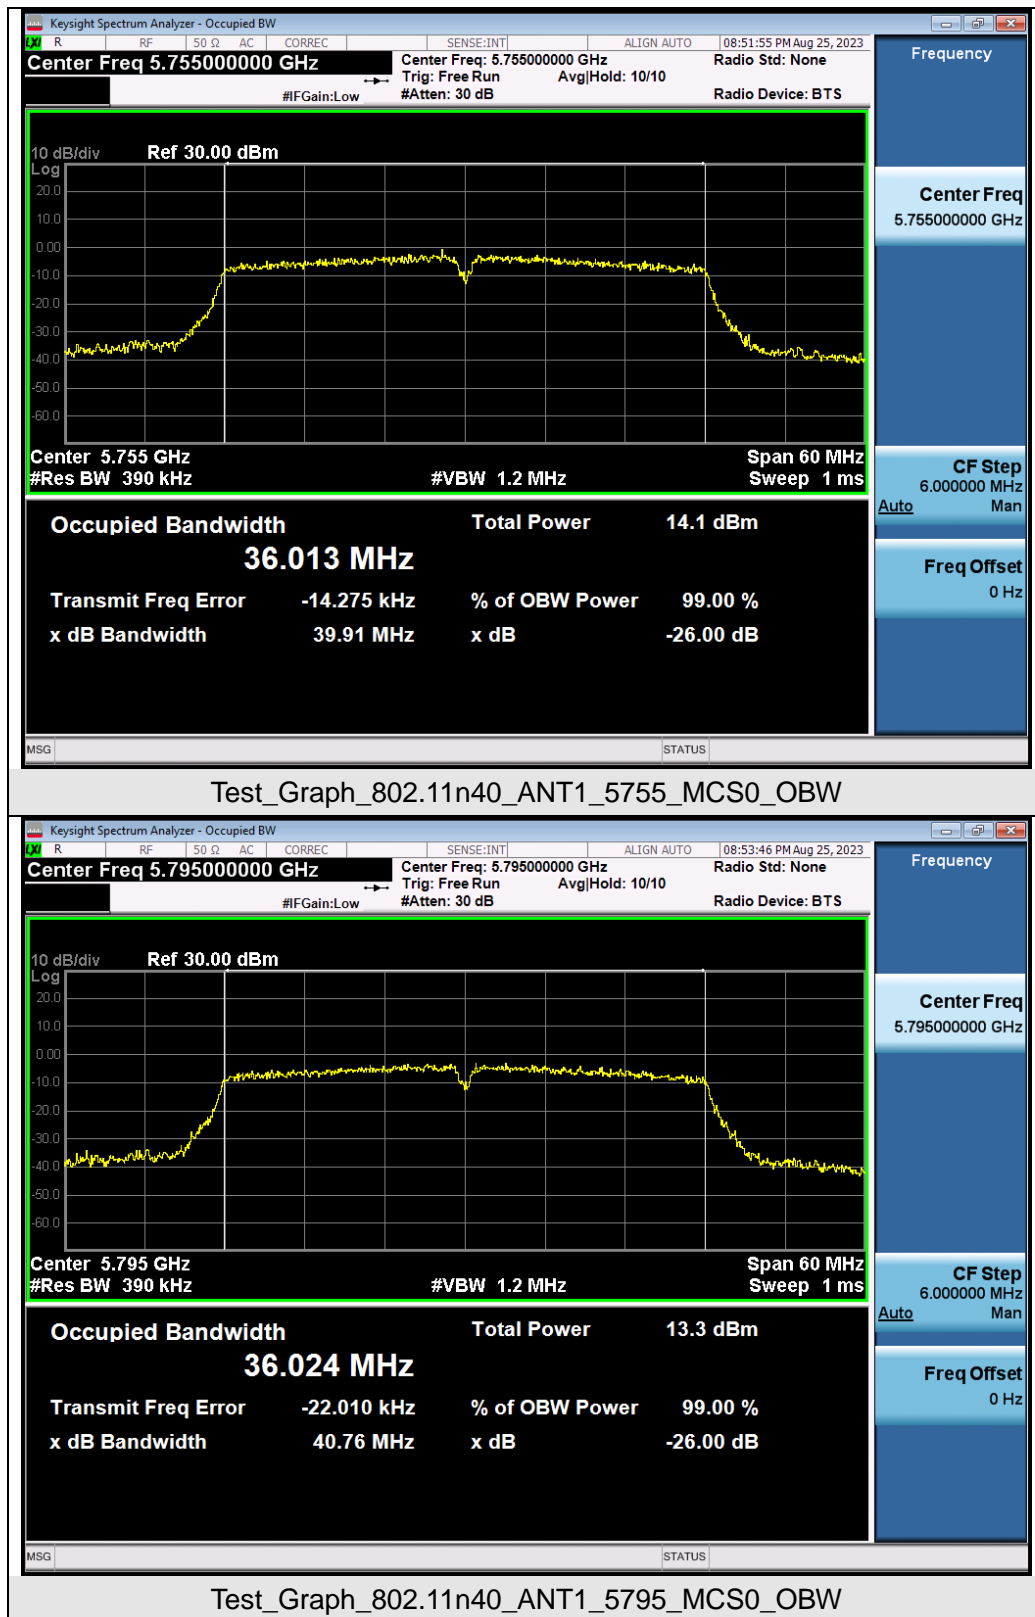 Keysight Spectrum Analyzer - Occupied BW
LXI R RF 50 Ω AC CORREC SENSE:INT ALIGN AUTO 08:51:55 PM Aug 25, 2023
Center Freq 5.755000000 GHz
Center Freq: 5.755000000 GHz
Radio Std: None
Trig: Free Run Avg|Hold: 10/10
#IFGain:Low
#Atten: 30 dB
Radio Device: BTS
Frequency
10 dB/div Ref 30.00 dBm
Log
20.0
10.0
0.00
-10.0
-20.0
-30.0
-40.0
-50.0
-60.0
Center Freq
5.755000000 GHz
Center 5.755 GHz Span 60 MHz
#Res BW 390 kHz #VBW 1.2 MHz Sweep 1 ms
CF Step
6.000000 MHz
Auto Man
Occupied Bandwidth Total Power 14.1 dBm
36.013 MHz
Transmit Freq Error -14.275 kHz % of OBW Power 99.00 %
x dB Bandwidth 39.91 MHz x dB -26.00 dB
Freq Offset
0 Hz
MSG STATUS
Test_Graph_802.11n40_ANT1_5755_MCS0_OBW
Keysight Spectrum Analyzer - Occupied BW
LXI R RF 50 Ω AC CORREC SENSE:INT ALIGN AUTO 08:53:46 PM Aug 25, 2023
Center Freq 5.795000000 GHz
Center Freq: 5.795000000 GHz
Radio Std: None
Trig: Free Run Avg|Hold: 10/10
#IFGain:Low
#Atten: 30 dB
Radio Device: BTS
Frequency
10 dB/div Ref 30.00 dBm
Log
20.0
10.0
0.00
-10.0
-20.0
-30.0
-40.0
-50.0
-60.0
Center Freq
5.795000000 GHz
Center 5.795 GHz Span 60 MHz
#Res BW 390 kHz #VBW 1.2 MHz Sweep 1 ms
CF Step
6.000000 MHz
Auto Man
Occupied Bandwidth Total Power 13.3 dBm
36.024 MHz
Transmit Freq Error -22.010 kHz % of OBW Power 99.00 %
x dB Bandwidth 40.76 MHz x dB -26.00 dB
Freq Offset
0 Hz
MSG STATUS
Test_Graph_802.11n40_ANT1_5795_MCS0_OBW